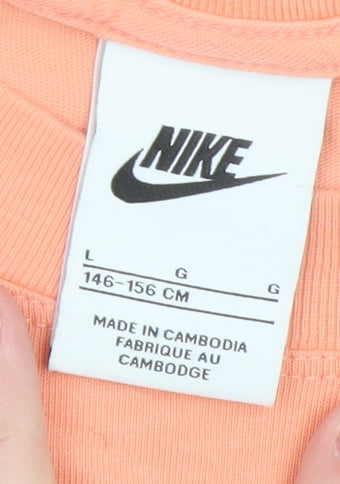 NIKE
L G G
146-156 CM
MADE IN CAMBODIA
FABRIQUE AU
CAMBODGE